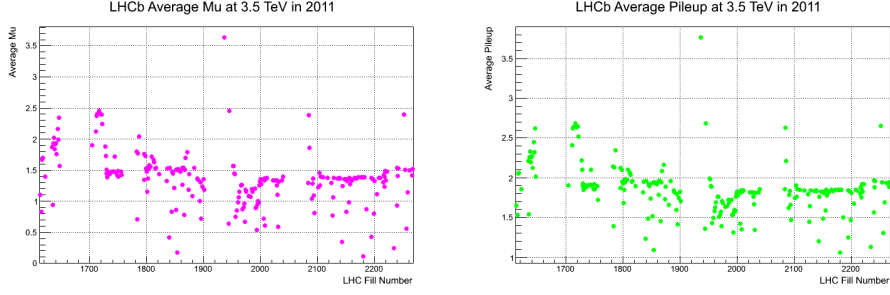 LHCb Average Mu at 3.5 TeV in 2011
Average Mu
3.5
3
2.5
2
1.5
1
0.5
0
1700 1800 1900 2000 2100 2200
LHC Fill Number
LHCb Average Pileup at 3.5 TeV in 2011
Average Pileup
3.5
3
2.5
2
1.5
1
1700 1800 1900 2000 2100 2200
LHC Fill Number